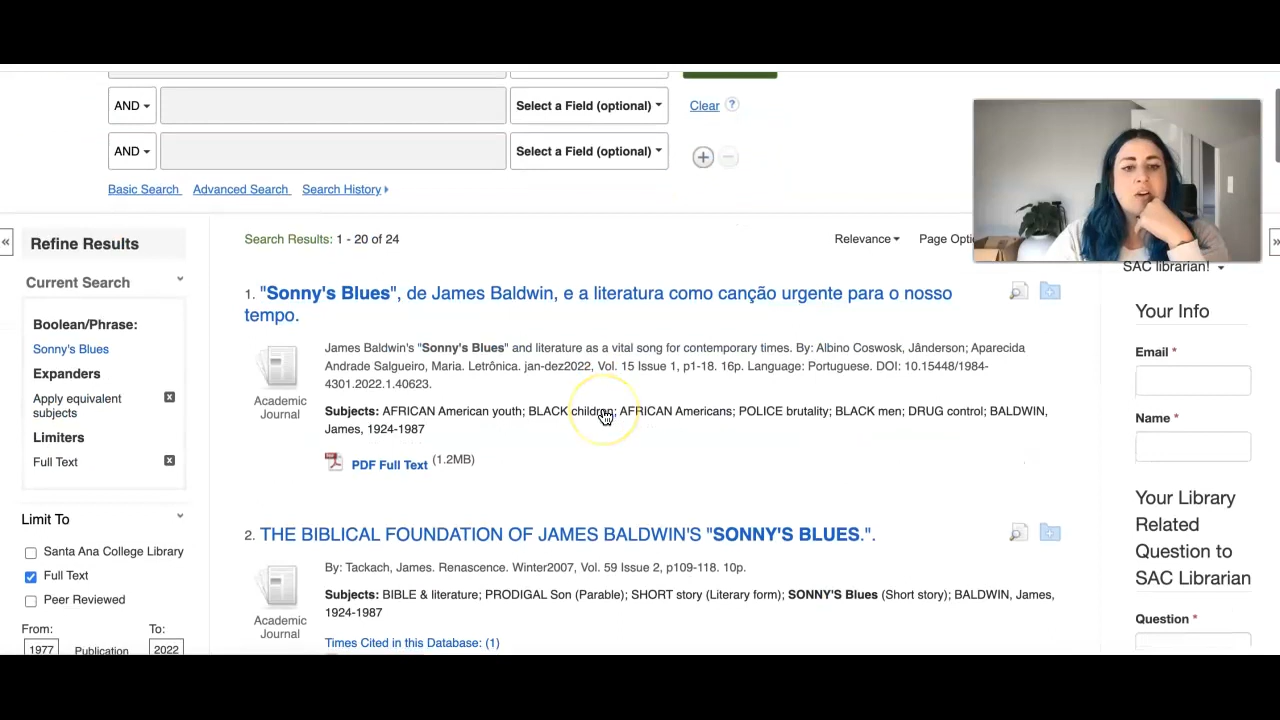 AND
Select a Field (optional)
Clear
?
AND
Select a Field (optional)
Basic Search
Advanced Search
Search History
«
Refine Results
Current Search
Boolean/Phrase:
Sonny's Blues
Expanders
Apply equivalent
subjects
Limiters
Full Text
Limit To
Santa Ana College Library
Full Text
Peer Reviewed
From:
To:
1977
Publication
2022
Search Results: 1 - 20 of 24
Relevance
Page Opti
1. "Sonny's Blues", de James Baldwin, e a literatura como canção urgente para o nosso
tempo.
James Baldwin's "Sonny's Blues" and literature as a vital song for contemporary times. By: Albino Coswosk, Jânderson; Aparecida
Andrade Salgueiro, Maria. Letrônica. jan-dez2022, Vol. 15 Issue 1, p1-18. 16p. Language: Portuguese. DOI: 10.15448/1984-
4301.2022.1.40623.
Academic
Journal
Subjects: AFRICAN American youth; BLACK children; AFRICAN Americans; POLICE brutality; BLACK men; DRUG control; BALDWIN,
James, 1924-1987
PDF Full Text (1.2MB)
2. THE BIBLICAL FOUNDATION OF JAMES BALDWIN'S "SONNY'S BLUES.".
By: Tackach, James. Renascence. Winter2007, Vol. 59 Issue 2, p109-118. 10p.
Subjects: BIBLE & literature; PRODIGAL Son (Parable); SHORT story (Literary form); SONNY'S Blues (Short story); BALDWIN, James,
1924-1987
Academic
Journal
Times Cited in this Database: (1)
»
SAC librarian!
Your Info
Email *
Name *
Your Library
Related
Question to
SAC Librarian
Question *